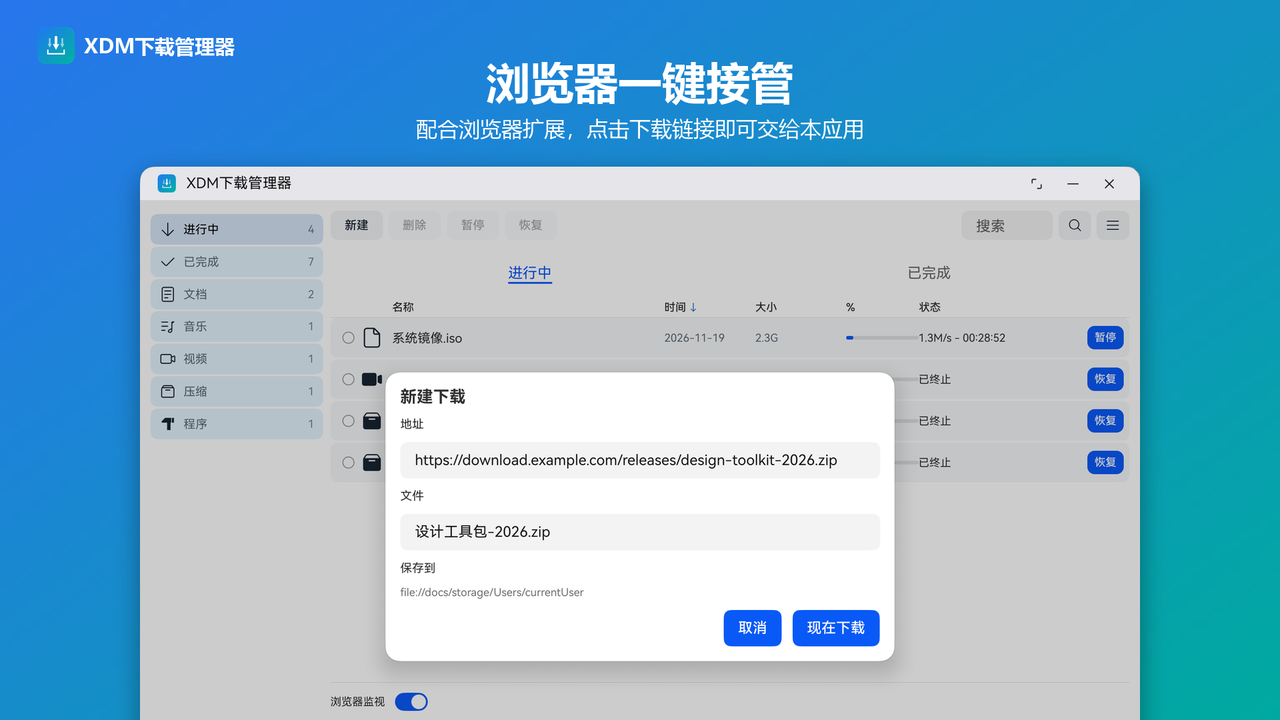 XDM下载管理器
浏览器一键接管
配合浏览器扩展，点击下载链接即可交给本应用
XDM下载管理器
进行中 4
已完成 7
文档 2
音乐 1
视频 1
压缩 1
程序 1
新建 删除 暂停 恢复 搜索
进行中 已完成
名称 时间 ↓ 大小 % 状态
系统镜像.iso 2026-11-19 2.3G 1.3M/s - 00:28:52 暂停
已终止 恢复
已终止 恢复
已终止 恢复
新建下载
地址
https://download.example.com/releases/design-toolkit-2026.zip
文件
设计工具包-2026.zip
保存到
file://docs/storage/Users/currentUser
取消 现在下载
浏览器监视